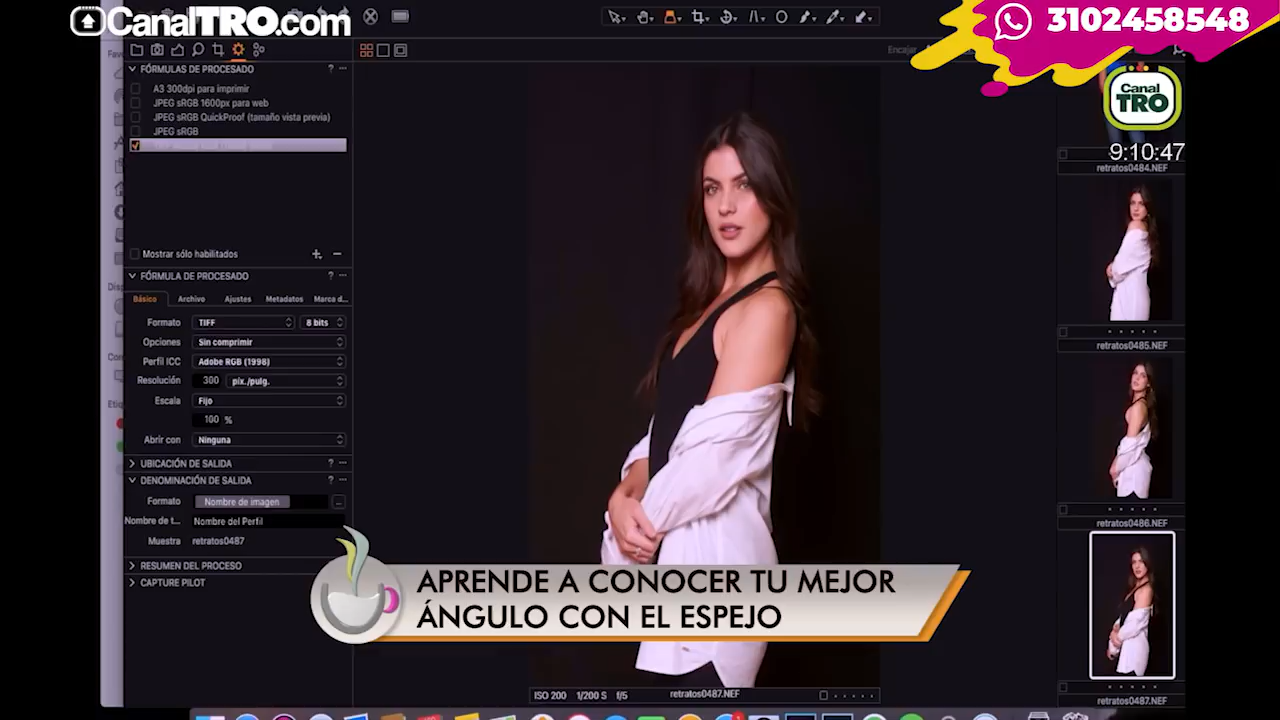 CanalTRO.com
3102458548
Canal
TRO
9:10:47
Encajar
FÓRMULAS DE PROCESADO ? ...
A3 300dpi para imprimir
JPEG sRGB 1600px para web
JPEG sRGB QuickProof (tamaño vista previa)
JPEG sRGB
Mostrar sólo habilitados + −
FÓRMULA DE PROCESADO ? ...
Básico Archivo Ajustes Metadatos Marca d...
Formato TIFF 8 bits
Opciones Sin comprimir
Perfil ICC Adobe RGB (1998)
Resolución 300 pix./pulg.
Escala Fijo
100 %
Abrir con Ninguna
UBICACIÓN DE SALIDA ? ...
DENOMINACIÓN DE SALIDA ? ...
Formato Nombre de imagen ...
Nombre de t... Nombre del Perfil
Muestra retratos0487
RESUMEN DEL PROCESO ? ...
CAPTURE PILOT
APRENDE A CONOCER TU MEJOR
ÁNGULO CON EL ESPEJO
ISO 200 1/200 S f/5 retratos0487.NEF
retratos0484.NEF
retratos0485.NEF
retratos0486.NEF
retratos0487.NEF